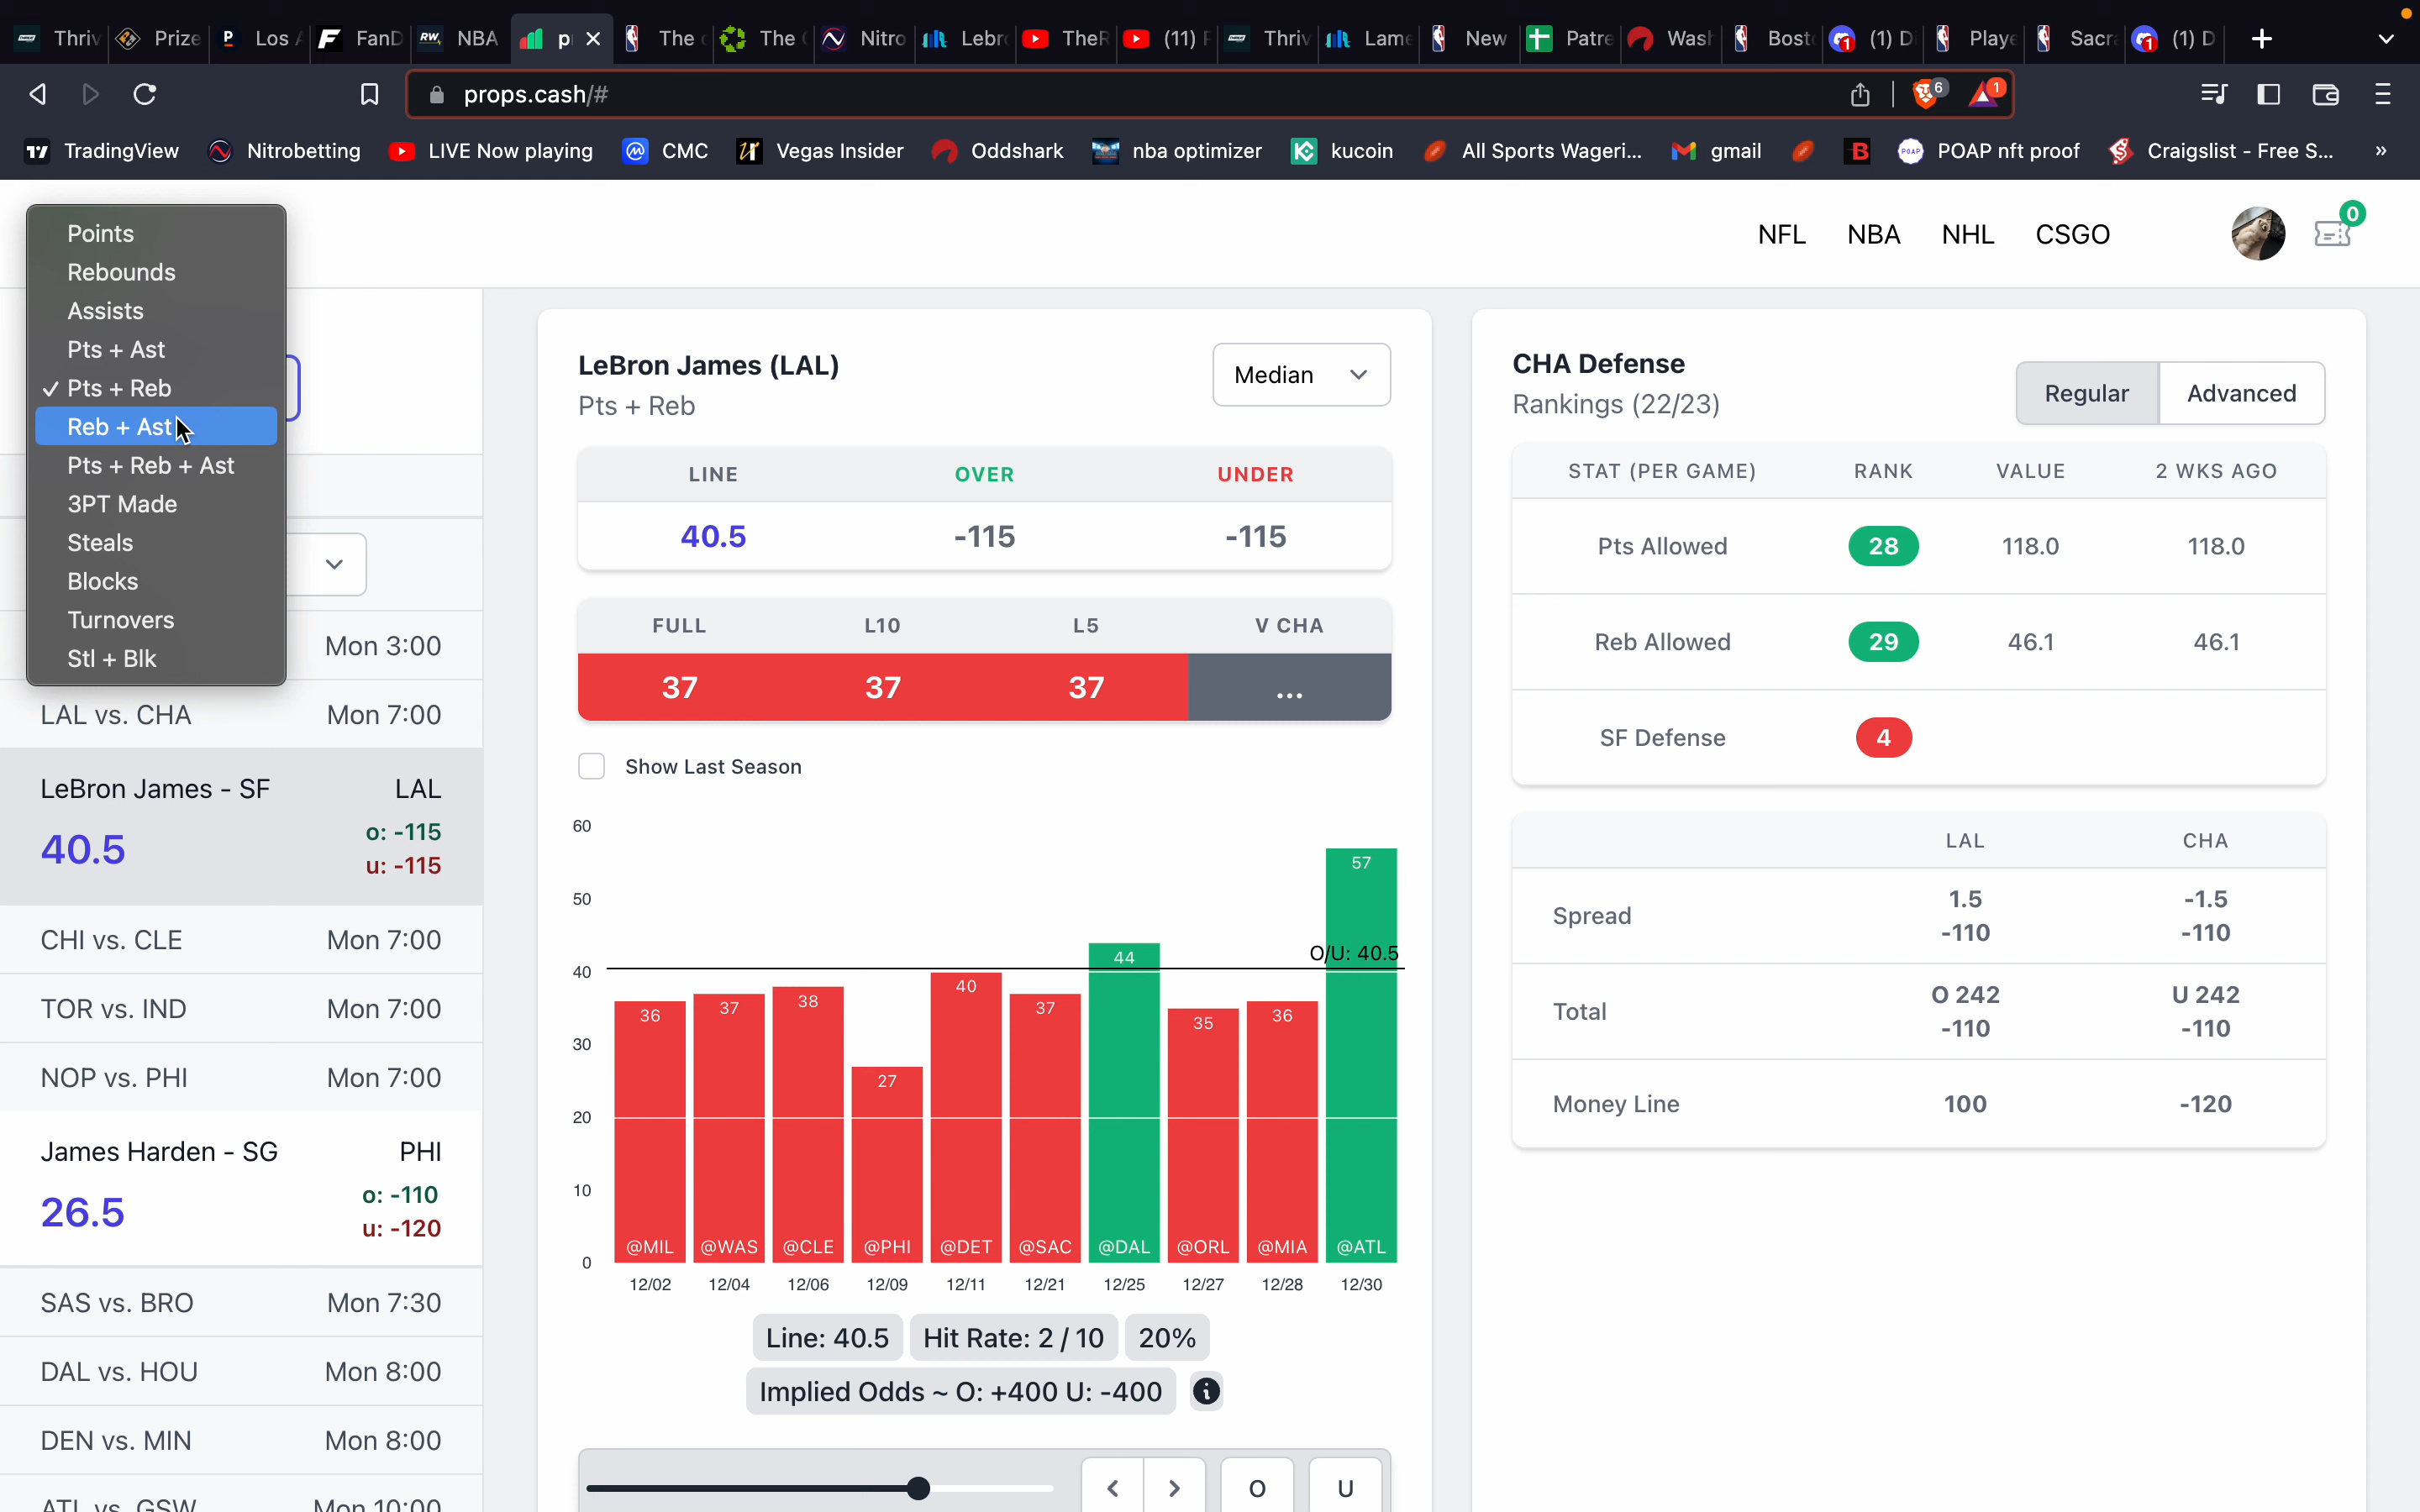 Thriv
Prize
Los A
FanD
NBA
p
The
The
Nitro
Lebr
TheR
(11)
Thriv
Lame
New
Patre
Wash
Bost
(1) D
Playe
Sacra
(1) D
props.cash/#
6
1
TradingView
Nitrobetting
LIVE Now playing
CMC
Vegas Insider
Oddshark
nba optimizer
kucoin
All Sports Wageri...
gmail
POAP nft proof
Craigslist - Free S...
»
Points
Rebounds
Assists
Pts + Ast
✓ Pts + Reb
Reb + Ast
Pts + Reb + Ast
3PT Made
Steals
Blocks
Turnovers
Stl + Blk
NFL NBA NHL CSGO
0
Mon 3:00
LAL vs. CHA Mon 7:00
LeBron James - SF LAL
40.5 o: -115
u: -115
CHI vs. CLE Mon 7:00
TOR vs. IND Mon 7:00
NOP vs. PHI Mon 7:00
James Harden - SG PHI
26.5 o: -110
u: -120
SAS vs. BRO Mon 7:30
DAL vs. HOU Mon 8:00
DEN vs. MIN Mon 8:00
ATL vs. GSW Mon 10:00
LeBron James (LAL)
Pts + Reb
Median
LINE OVER UNDER
40.5 -115 -115
FULL L10 L5 V CHA
37 37 37 ...
Show Last Season
60
50
40
30
20
10
0
36 37 38 27 40 37 44 35 36 57
O/U: 40.5
@MIL @WAS @CLE @PHI @DET @SAC @DAL @ORL @MIA @ATL
12/02 12/04 12/06 12/09 12/11 12/21 12/25 12/27 12/28 12/30
Line: 40.5 Hit Rate: 2 / 10 20%
Implied Odds ~ O: +400 U: -400
O U
CHA Defense
Rankings (22/23)
Regular Advanced
STAT (PER GAME) RANK VALUE 2 WKS AGO
Pts Allowed 28 118.0 118.0
Reb Allowed 29 46.1 46.1
SF Defense 4
LAL CHA
Spread 1.5 -1.5
-110 -110
Total O 242 U 242
-110 -110
Money Line 100 -120